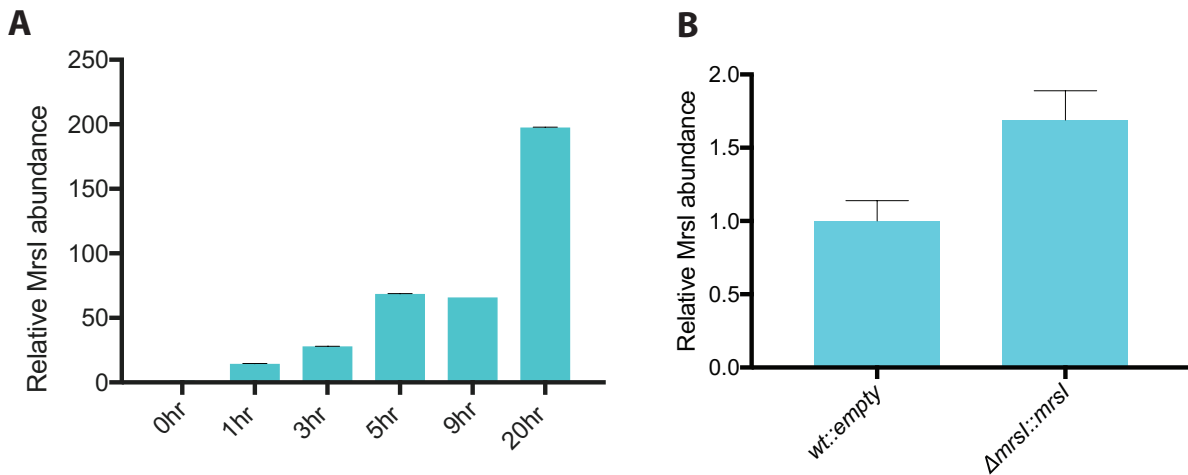 A
Relative MrsI abundance
250
200
150
100
50
0
0hr
1hr
3hr
5hr
9hr
20hr
B
Relative MrsI abundance
2.0
1.5
1.0
0.5
0.0
wt::empty
ΔmrsI::mrsI